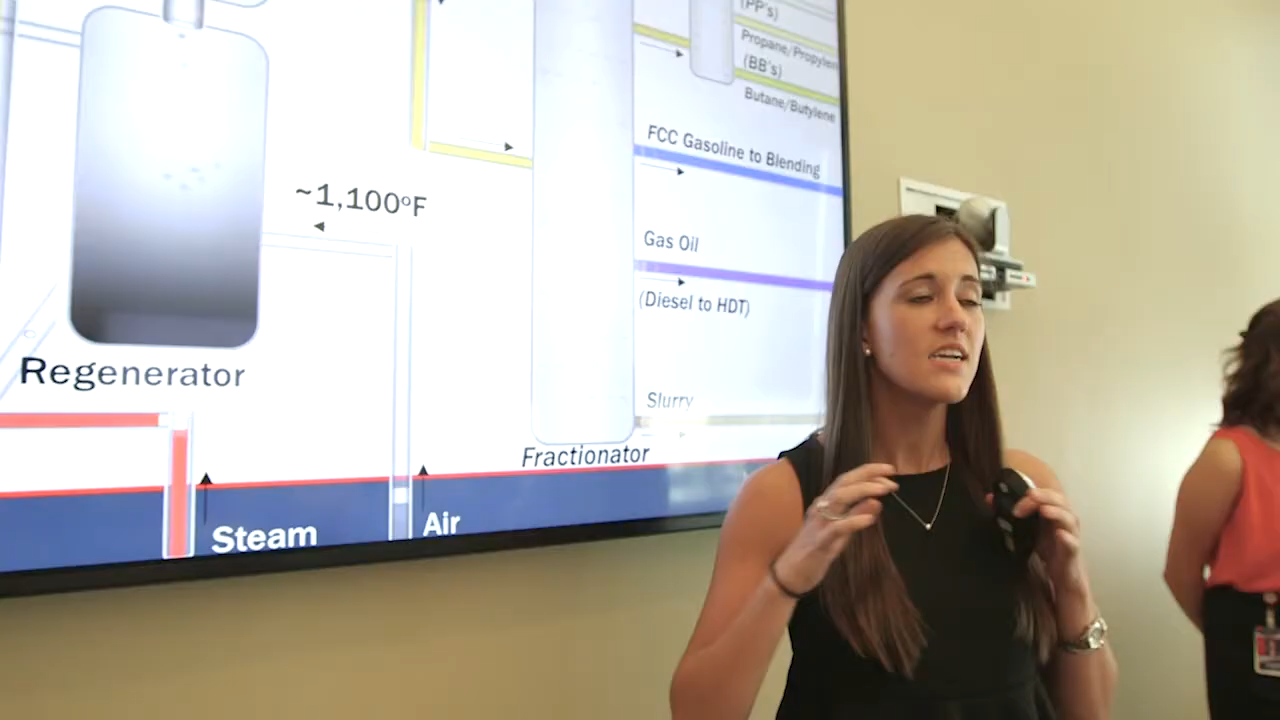 (PP's)
Propane/Propylene
(BB's)
Butane/Butylene
FCC Gasoline to Blending
~1,100°F
Gas Oil
(Diesel to HDT)
Regenerator
Slurry
Fractionator
Steam
Air